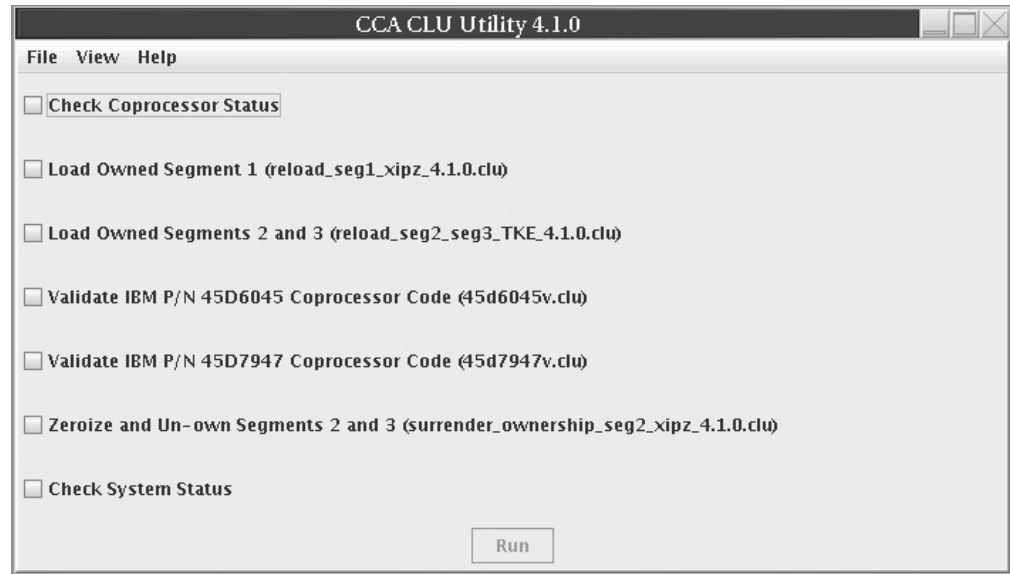 CCA CLU Utility 4.1.0
File View Help
Check Coprocessor Status
Load Owned Segment 1 (reload_seg1_xipz_4.1.0.clu)
Load Owned Segments 2 and 3 (reload_seg2_seg3_TKE_4.1.0.clu)
Validate IBM P/N 45D6045 Coprocessor Code (45d6045v.clu)
Validate IBM P/N 45D7947 Coprocessor Code (45d7947v.clu)
Zeroize and Un-own Segments 2 and 3 (surrender_ownership_seg2_xipz_4.1.0.clu)
Check System Status
Run